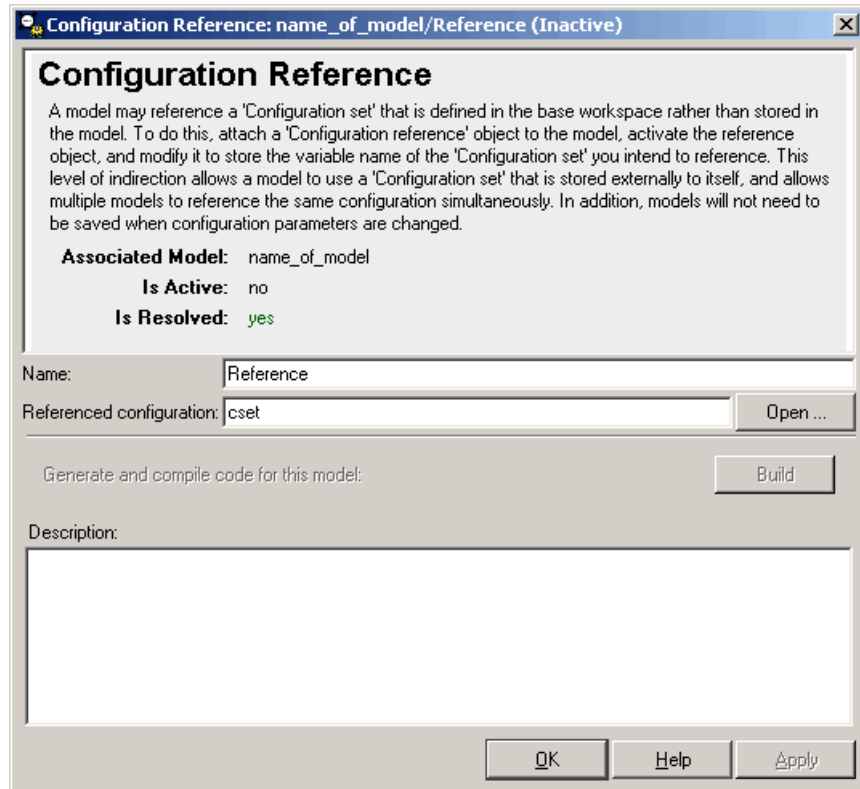 Configuration Reference: name_of_model/Reference (Inactive)
Configuration Reference
A model may reference a 'Configuration set' that is defined in the base workspace rather than stored in
the model. To do this, attach a 'Configuration reference' object to the model, activate the reference
object, and modify it to store the variable name of the 'Configuration set' you intend to reference. This
level of indirection allows a model to use a 'Configuration set' that is stored externally to itself, and allows
multiple models to reference the same configuration simultaneously. In addition, models will not need to
be saved when configuration parameters are changed.
Associated Model: name_of_model
Is Active: no
Is Resolved: yes
Name: Reference
Referenced configuration: cset Open ...
Generate and compile code for this model: Build
Description:
OK Help Apply